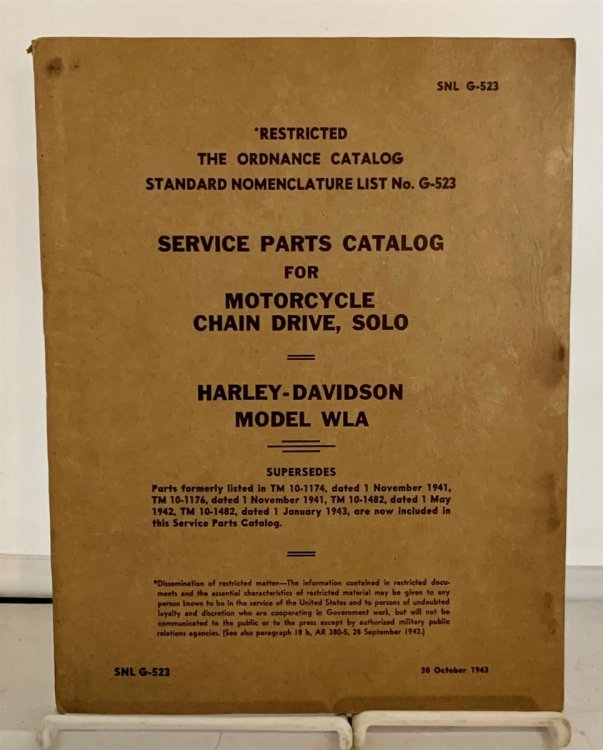 SNL G-523
*RESTRICTED
THE ORDNANCE CATALOG
STANDARD NOMENCLATURE LIST No. G-523
SERVICE PARTS CATALOG
FOR
MOTORCYCLE
CHAIN DRIVE, SOLO
HARLEY-DAVIDSON
MODEL WLA
SUPERSEDES
Parts formerly listed in TM 10-1174, dated 1 November 1941,
TM 10-1176, dated 1 November 1941, TM 10-1482, dated 1 May
1942, TM 10-1482, dated 1 January 1943, are now included in
this Service Parts Catalog.
*Dissemination of restricted matter—The information contained in restricted docu-
ments and the essential characteristics of restricted material may be given to any
person known to be in the service of the United States and to persons of undoubted
loyalty and discretion who are cooperating in Government work, but will not be
communicated to the public or to the press except by authorized military public
relations agencies. (See also paragraph 18 b, AR 380-5, 28 September 1942.)
SNL G-523
30 October 1943